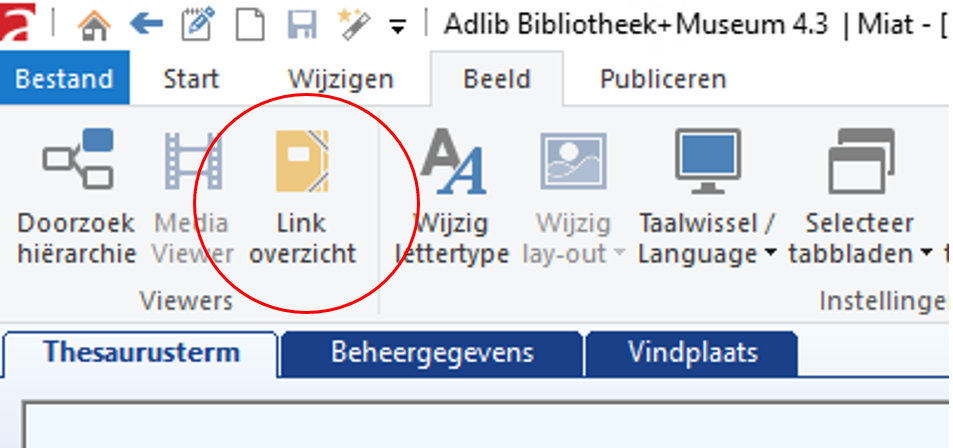 a Adlib Bibliotheek+Museum 4.3 | Miat - [
Bestand Start Wijzigen Beeld Publiceren
Doorzoek Media Link Wijzig Wijzig Taalwissel / Selecteer
hiërarchie Viewer overzicht lettertype lay-out Language tabbladen
Viewers Instellinge
Thesaurusterm Beheergegevens Vindplaats